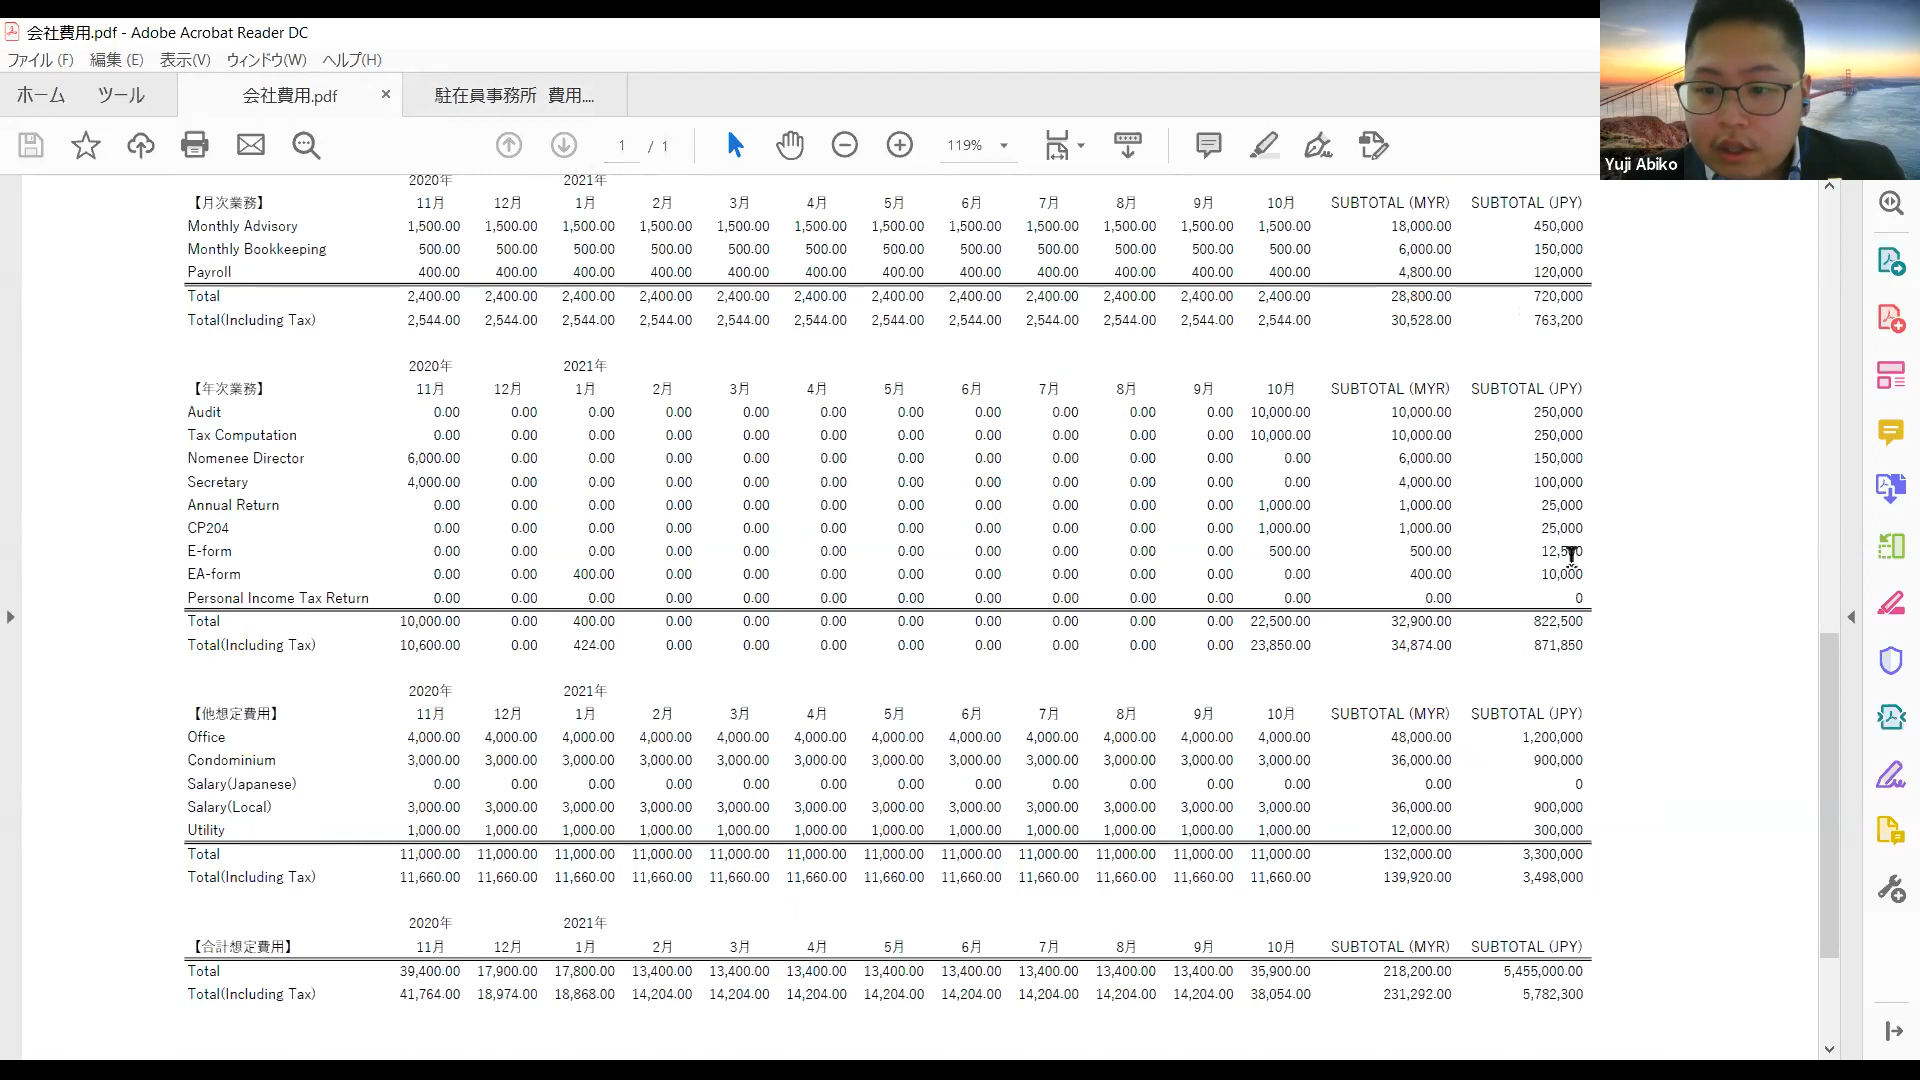 会社費用.pdf - Adobe Acrobat Reader DC
ファイル (F) 編集 (E) 表示(V) ウィンドウ(W) ヘルプ(H)
ホーム ツール 会社費用.pdf × 駐在員事務所 費用....
1 / 1 119%
Yuji Abiko
2020年 2021年
【月次業務】 11月 12月 1月 2月 3月 4月 5月 6月 7月 8月 9月 10月 SUBTOTAL (MYR) SUBTOTAL (JPY)
Monthly Advisory 1,500.00 1,500.00 1,500.00 1,500.00 1,500.00 1,500.00 1,500.00 1,500.00 1,500.00 1,500.00 1,500.00 1,500.00 18,000.00 450,000
Monthly Bookkeeping 500.00 500.00 500.00 500.00 500.00 500.00 500.00 500.00 500.00 500.00 500.00 500.00 6,000.00 150,000
Payroll 400.00 400.00 400.00 400.00 400.00 400.00 400.00 400.00 400.00 400.00 400.00 400.00 4,800.00 120,000
Total 2,400.00 2,400.00 2,400.00 2,400.00 2,400.00 2,400.00 2,400.00 2,400.00 2,400.00 2,400.00 2,400.00 2,400.00 28,800.00 720,000
Total(Including Tax) 2,544.00 2,544.00 2,544.00 2,544.00 2,544.00 2,544.00 2,544.00 2,544.00 2,544.00 2,544.00 2,544.00 2,544.00 30,528.00 763,200
2020年 2021年
【年次業務】 11月 12月 1月 2月 3月 4月 5月 6月 7月 8月 9月 10月 SUBTOTAL (MYR) SUBTOTAL (JPY)
Audit 0.00 0.00 0.00 0.00 0.00 0.00 0.00 0.00 0.00 0.00 0.00 10,000.00 10,000.00 250,000
Tax Computation 0.00 0.00 0.00 0.00 0.00 0.00 0.00 0.00 0.00 0.00 0.00 10,000.00 10,000.00 250,000
Nomenee Director 6,000.00 0.00 0.00 0.00 0.00 0.00 0.00 0.00 0.00 0.00 0.00 0.00 6,000.00 150,000
Secretary 4,000.00 0.00 0.00 0.00 0.00 0.00 0.00 0.00 0.00 0.00 0.00 0.00 4,000.00 100,000
Annual Return 0.00 0.00 0.00 0.00 0.00 0.00 0.00 0.00 0.00 0.00 0.00 1,000.00 1,000.00 25,000
CP204 0.00 0.00 0.00 0.00 0.00 0.00 0.00 0.00 0.00 0.00 0.00 1,000.00 1,000.00 25,000
E-form 0.00 0.00 0.00 0.00 0.00 0.00 0.00 0.00 0.00 0.00 0.00 500.00 500.00 12,500
EA-form 0.00 0.00 400.00 0.00 0.00 0.00 0.00 0.00 0.00 0.00 0.00 0.00 400.00 10,000
Personal Income Tax Return 0.00 0.00 0.00 0.00 0.00 0.00 0.00 0.00 0.00 0.00 0.00 0.00 0.00 0
Total 10,000.00 0.00 400.00 0.00 0.00 0.00 0.00 0.00 0.00 0.00 0.00 22,500.00 32,900.00 822,500
Total(Including Tax) 10,600.00 0.00 424.00 0.00 0.00 0.00 0.00 0.00 0.00 0.00 0.00 23,850.00 34,874.00 871,850
2020年 2021年
【他想定費用】 11月 12月 1月 2月 3月 4月 5月 6月 7月 8月 9月 10月 SUBTOTAL (MYR) SUBTOTAL (JPY)
Office 4,000.00 4,000.00 4,000.00 4,000.00 4,000.00 4,000.00 4,000.00 4,000.00 4,000.00 4,000.00 4,000.00 4,000.00 48,000.00 1,200,000
Condominium 3,000.00 3,000.00 3,000.00 3,000.00 3,000.00 3,000.00 3,000.00 3,000.00 3,000.00 3,000.00 3,000.00 3,000.00 36,000.00 900,000
Salary(Japanese) 0.00 0.00 0.00 0.00 0.00 0.00 0.00 0.00 0.00 0.00 0.00 0.00 0.00 0
Salary(Local) 3,000.00 3,000.00 3,000.00 3,000.00 3,000.00 3,000.00 3,000.00 3,000.00 3,000.00 3,000.00 3,000.00 3,000.00 36,000.00 900,000
Utility 1,000.00 1,000.00 1,000.00 1,000.00 1,000.00 1,000.00 1,000.00 1,000.00 1,000.00 1,000.00 1,000.00 1,000.00 12,000.00 300,000
Total 11,000.00 11,000.00 11,000.00 11,000.00 11,000.00 11,000.00 11,000.00 11,000.00 11,000.00 11,000.00 11,000.00 11,000.00 132,000.00 3,300,000
Total(Including Tax) 11,660.00 11,660.00 11,660.00 11,660.00 11,660.00 11,660.00 11,660.00 11,660.00 11,660.00 11,660.00 11,660.00 11,660.00 139,920.00 3,498,000
2020年 2021年
【合計想定費用】 11月 12月 1月 2月 3月 4月 5月 6月 7月 8月 9月 10月 SUBTOTAL (MYR) SUBTOTAL (JPY)
Total 39,400.00 17,900.00 17,800.00 13,400.00 13,400.00 13,400.00 13,400.00 13,400.00 13,400.00 13,400.00 13,400.00 35,900.00 218,200.00 5,455,000.00
Total(Including Tax) 41,764.00 18,974.00 18,868.00 14,204.00 14,204.00 14,204.00 14,204.00 14,204.00 14,204.00 14,204.00 14,204.00 38,054.00 231,292.00 5,782,300